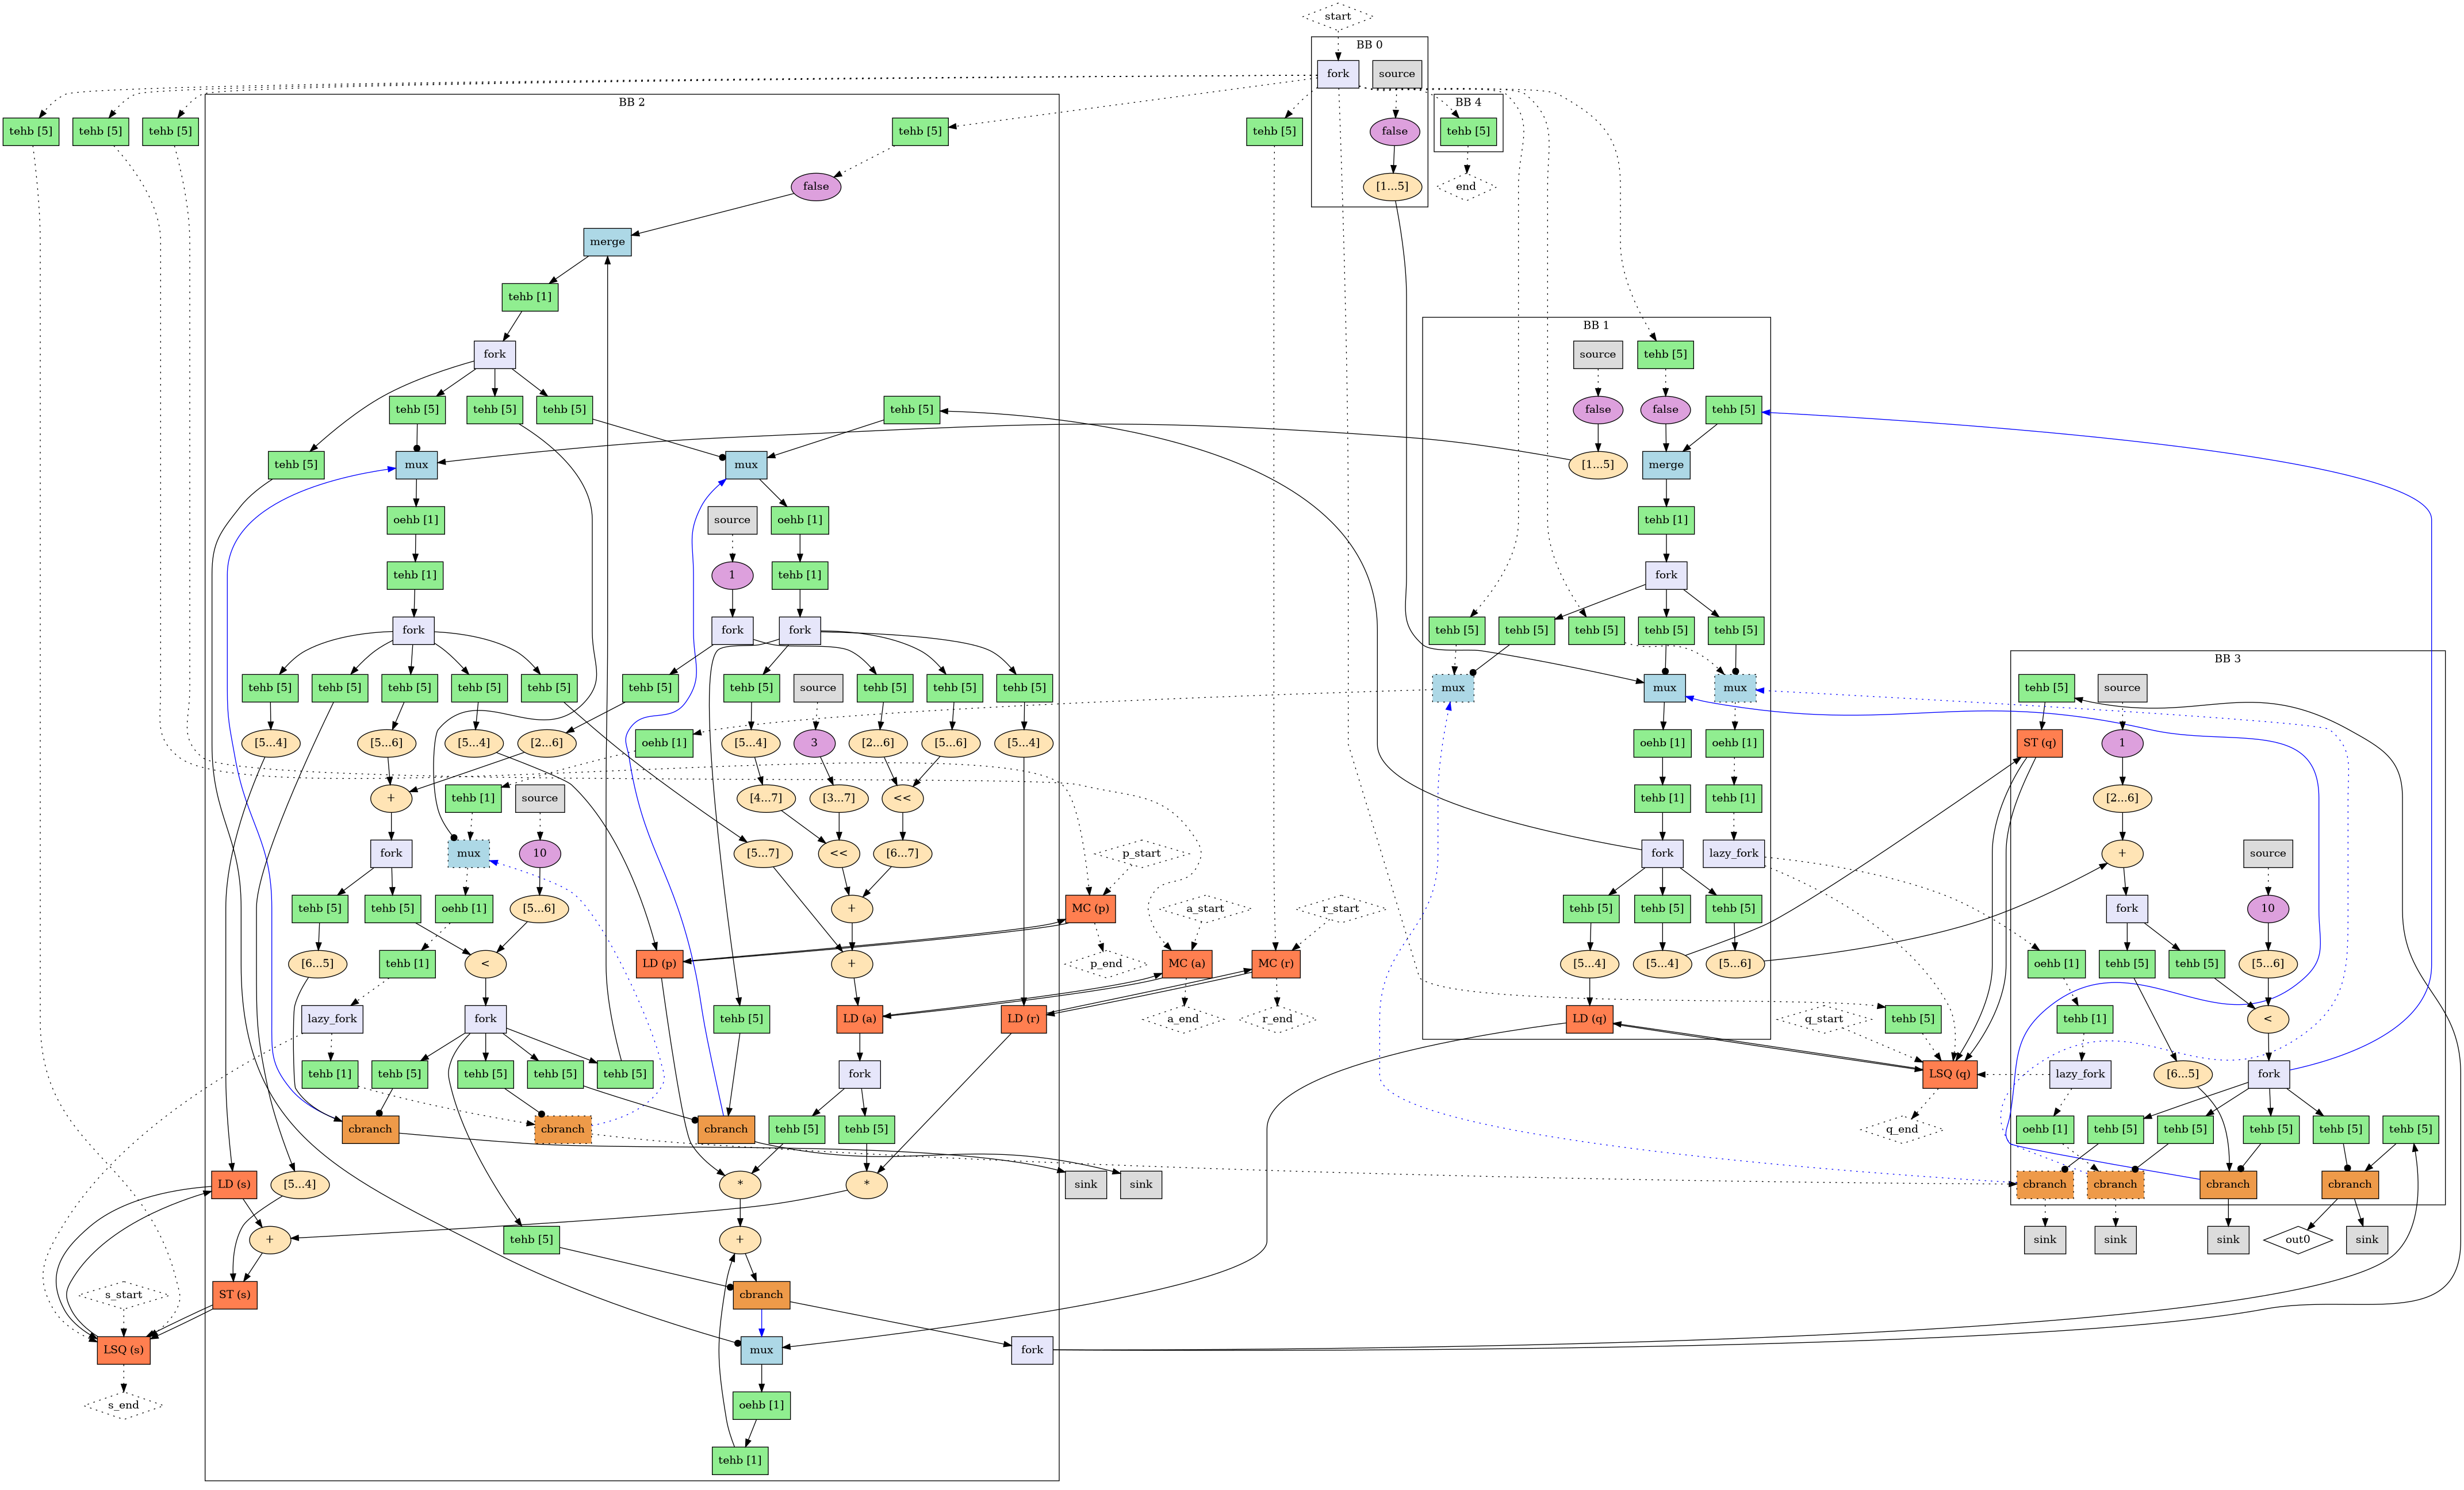 start
BB 0
fork
source
BB 4
BB 2
tehb [5]
tehb [5]
tehb [5]
tehb [5]
tehb [5]
false
tehb [5]
false
[1...5]
end
merge
tehb [1]
BB 1
fork
source
tehb [5]
tehb [5]
tehb [5]
tehb [5]
tehb [5]
false
false
tehb [5]
tehb [5]
mux
mux
[1...5]
merge
oehb [1]
source
oehb [1]
tehb [1]
tehb [1]
1
tehb [1]
fork
fork
fork
fork
tehb [5]
tehb [5]
tehb [5]
tehb [5]
tehb [5]
BB 3
tehb [5]
tehb [5]
tehb [5]
tehb [5]
tehb [5]
tehb [5]
tehb [5]
source
tehb [5]
tehb [5]
tehb [5]
mux
mux
mux
tehb [5]
source
[5...4]
[5...6]
[5...4]
[2...6]
oehb [1]
[5...4]
3
[2...6]
[5...6]
[5...4]
oehb [1]
oehb [1]
ST (q)
1
+
tehb [1]
source
[4...7]
[3...7]
<<
tehb [1]
tehb [1]
[2...6]
fork
mux
10
[5...7]
<<
[6...7]
p_start
fork
lazy_fork
+
source
tehb [5]
tehb [5]
oehb [1]
[5...6]
+
MC (p)
a_start
r_start
tehb [5]
tehb [5]
tehb [5]
fork
10
[6...5]
tehb [1]
<
LD (p)
+
p_end
MC (a)
MC (r)
[5...4]
[5...4]
[5...6]
oehb [1]
tehb [5]
tehb [5]
[5...6]
lazy_fork
fork
tehb [5]
LD (a)
LD (r)
a_end
r_end
LD (q)
q_start
tehb [5]
tehb [1]
<
tehb [1]
tehb [5]
tehb [5]
tehb [5]
tehb [5]
fork
LSQ (q)
lazy_fork
[6...5]
fork
cbranch
cbranch
cbranch
tehb [5]
tehb [5]
q_end
oehb [1]
tehb [5]
tehb [5]
tehb [5]
tehb [5]
tehb [5]
LD (s)
[5...4]
*
*
sink
sink
cbranch
cbranch
cbranch
cbranch
+
tehb [5]
+
sink
sink
sink
out0
sink
s_start
ST (s)
cbranch
LSQ (s)
mux
fork
s_end
oehb [1]
tehb [1]